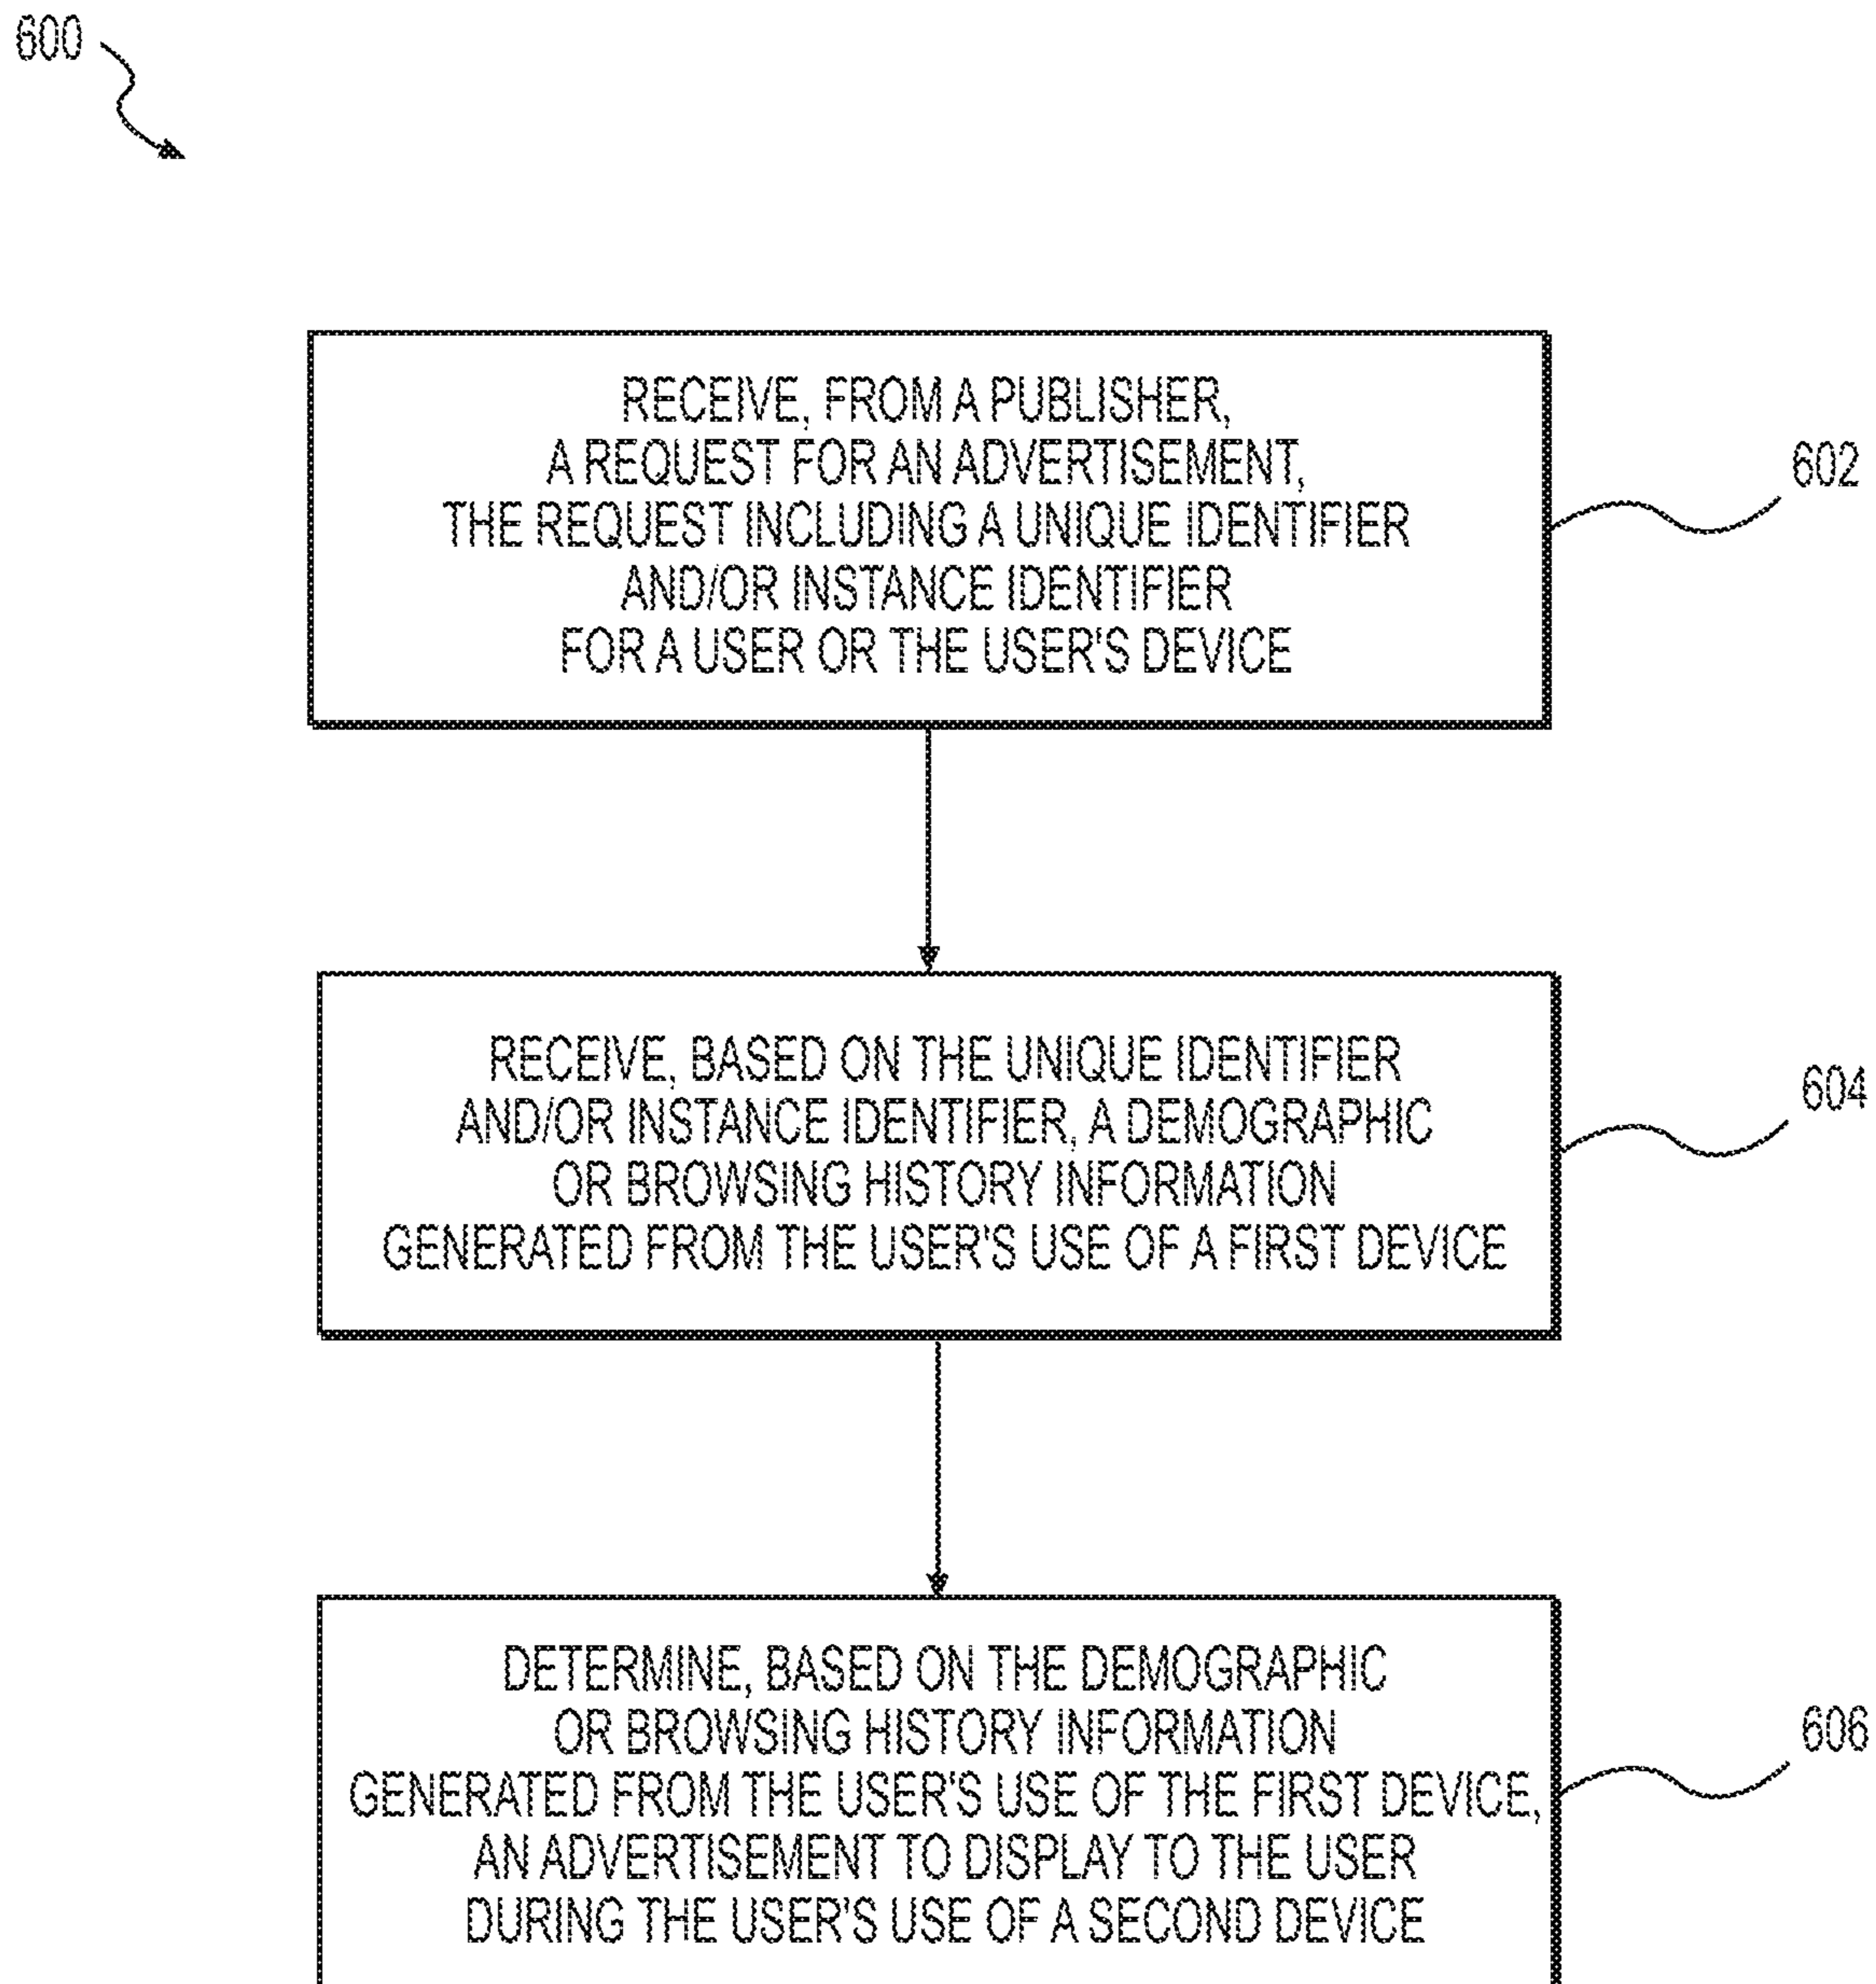 600
RECEIVE, FROM A PUBLISHER,
A REQUEST FOR AN ADVERTISEMENT,
THE REQUEST INCLUDING A UNIQUE IDENTIFIER
AND/OR INSTANCE IDENTIFIER
FOR A USER OR THE USER'S DEVICE
602
RECEIVE, BASED ON THE UNIQUE IDENTIFIER
AND/OR INSTANCE IDENTIFIER, A DEMOGRAPHIC
OR BROWSING HISTORY INFORMATION
GENERATED FROM THE USER'S USE OF A FIRST DEVICE
604
DETERMINE, BASED ON THE DEMOGRAPHIC
OR BROWSING HISTORY INFORMATION
GENERATED FROM THE USER'S USE OF THE FIRST DEVICE,
AN ADVERTISEMENT TO DISPLAY TO THE USER
DURING THE USER'S USE OF A SECOND DEVICE
606